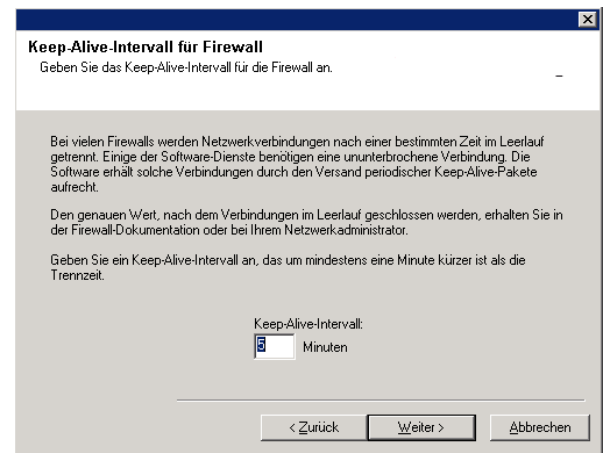 Keep-Alive-Intervall für Firewall
Geben Sie das Keep-Alive-Intervall für die Firewall an.
Bei vielen Firewalls werden Netzwerkverbindungen nach einer bestimmten Zeit im Leerlauf
getrennt. Einige der Software-Dienste benötigen eine ununterbrochene Verbindung. Die
Software erhält solche Verbindungen durch den Versand periodischer Keep-Alive-Pakete
aufrecht.
Den genauen Wert, nach dem Verbindungen im Leerlauf geschlossen werden, erhalten Sie in
der Firewall-Dokumentation oder bei Ihrem Netzwerkadministrator.
Geben Sie ein Keep-Alive-Intervall an, das um mindestens eine Minute kürzer ist als die
Trennzeit.
Keep-Alive-Intervall:
5 Minuten
< Zurück Weiter > Abbrechen